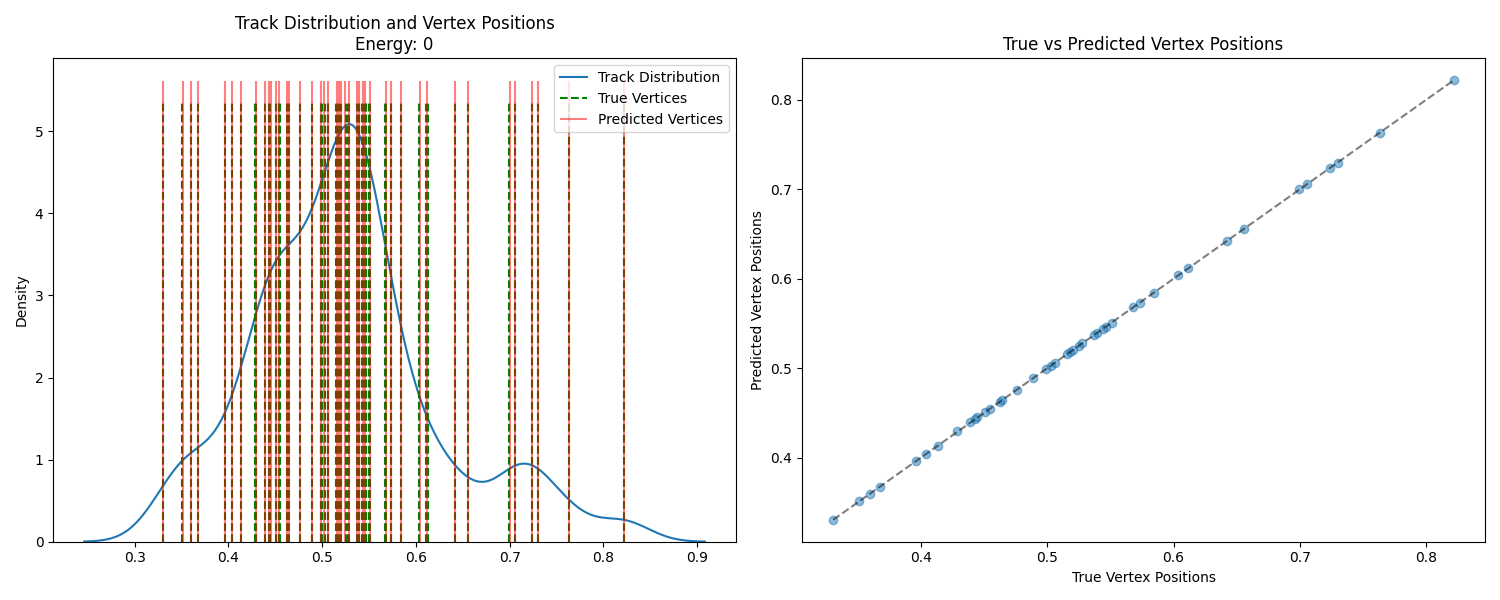 Track Distribution and Vertex Positions
Energy: 0
Track Distribution
True Vertices
Predicted Vertices
Density
5
4
3
2
1
0
0.3 0.4 0.5 0.6 0.7 0.8 0.9
True vs Predicted Vertex Positions
Predicted Vertex Positions
0.8
0.7
0.6
0.5
0.4
0.4 0.5 0.6 0.7 0.8
True Vertex Positions